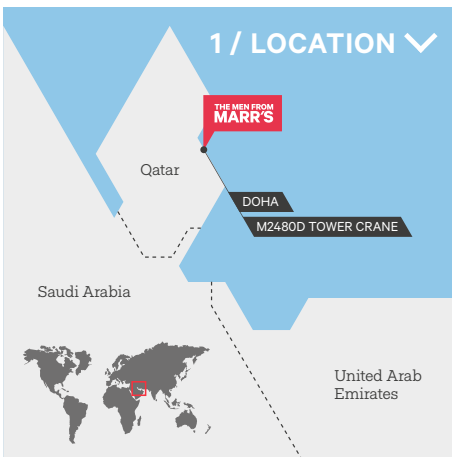 1 / LOCATION
THE MEN FROM
MARR'S
Qatar
DOHA
M2480D TOWER CRANE
Saudi Arabia
United Arab
Emirates